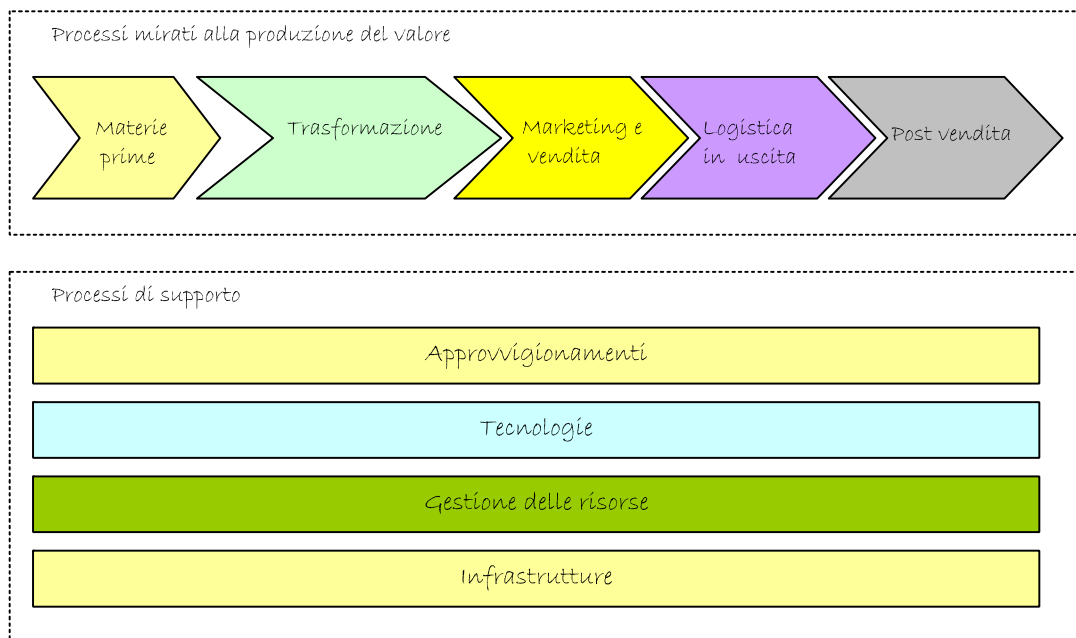 Processi mirati alla produzione del valore
Materie
prime
Trasformazione
Marketing e
vendita
Logistica
in uscita
Post vendita
Processi di supporto
Approvvigionamenti
Tecnologie
Gestione delle risorse
Infrastrutture